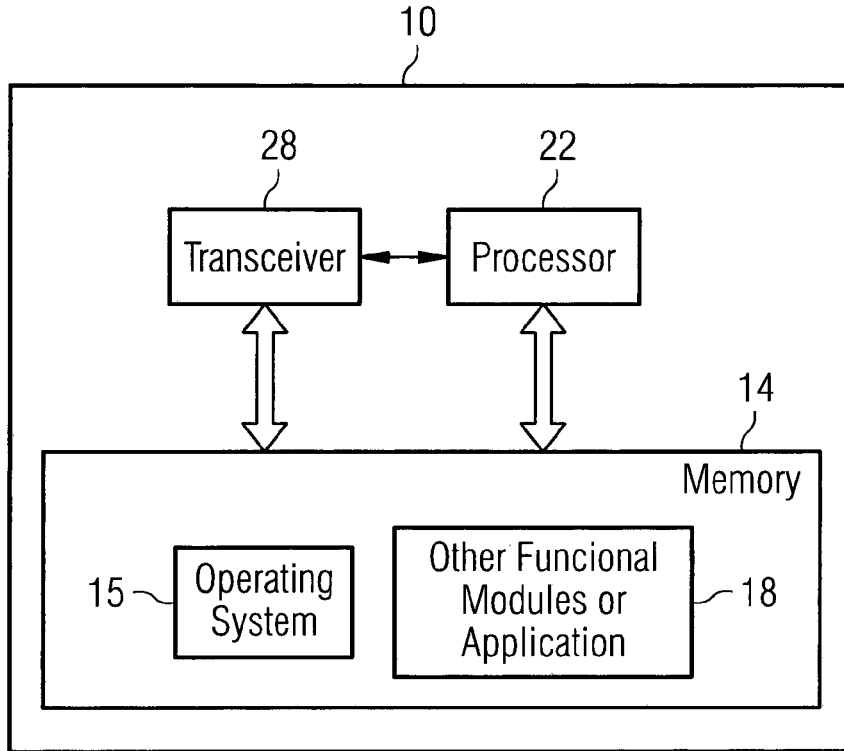 10
28
22
Transceiver
Processor
14
Memory
Operating
System
15
Other Funcional
Modules or
Application
18